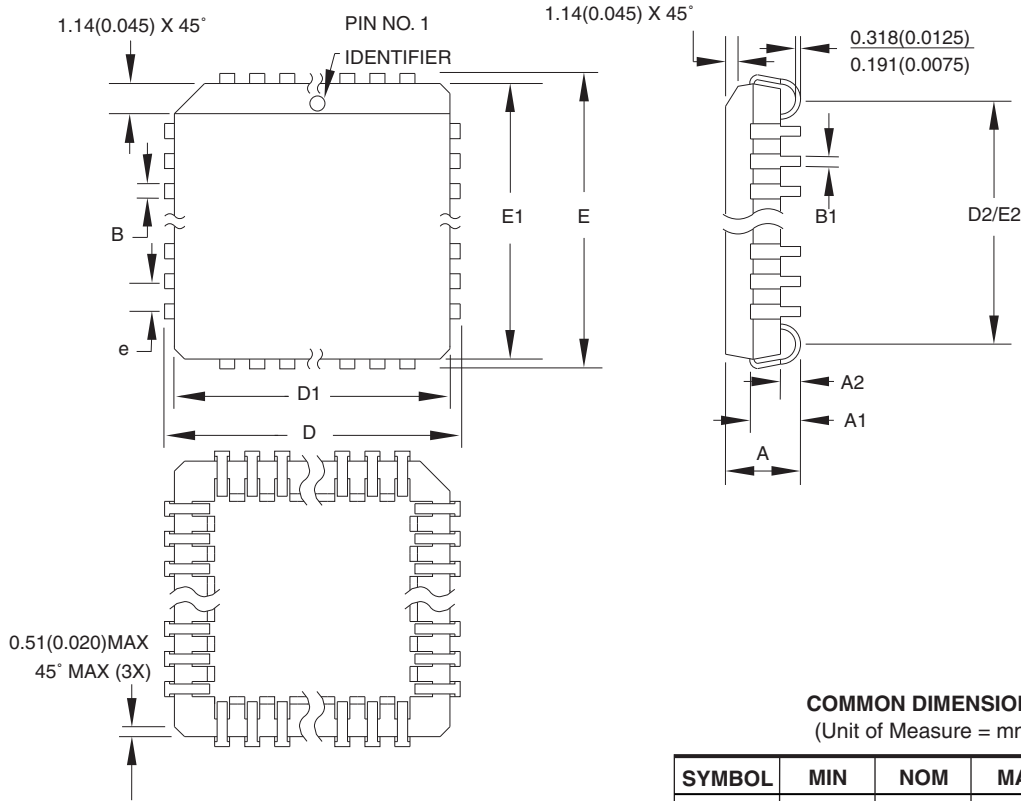 1.14(0.045) X 45˚
PIN NO. 1
IDENTIFIER
1.14(0.045) X 45˚
0.318(0.0125)
0.191(0.0075)
B
e
E1
E
B1
D2/E2
A2
A1
A
D1
D
0.51(0.020)MAX
45˚ MAX (3X)
COMMON
(Unit of Measure =
SYMBOL MIN NOM